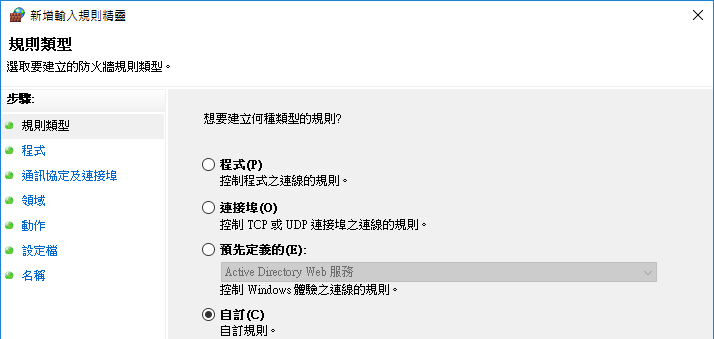 新增輸入規則精靈
規則類型
選取要建立的防火牆規則類型。
步驟:
規則類型
程式
通訊協定及連接埠
領域
動作
設定檔
名稱
想要建立何種類型的規則?
程式(P)
控制程式之連線的規則。
連接埠(O)
控制 TCP 或 UDP 連接埠之連線的規則。
預先定義的(E):
Active Directory Web 服務
控制 Windows 體驗之連線的規則。
自訂(C)
自訂規則。